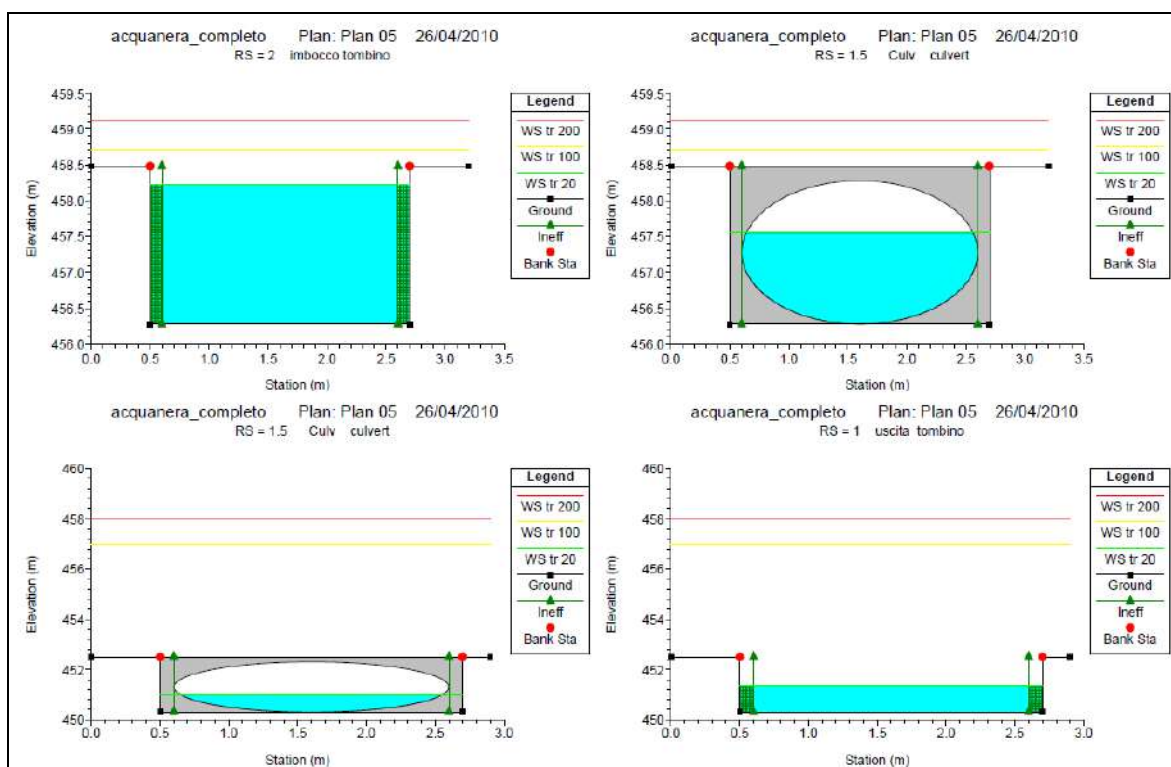 acquanera_completo Plan: Plan 05 26/04/2010
RS = 2 imbocco tombino
Elevation (m)
459.5
459.0
458.5
458.0
457.5
457.0
456.5
456.0
0.0 0.5 1.0 1.5 2.0 2.5 3.0 3.5
Station (m)
Legend
WS tr 200
WS tr 100
WS tr 20
Ground
Ineff
Bank Sta
acquanera_completo Plan: Plan 05 26/04/2010
RS = 1.5 Culv culvert
Elevation (m)
459.5
459.0
458.5
458.0
457.5
457.0
456.5
456.0
0.0 0.5 1.0 1.5 2.0 2.5 3.0 3.5
Station (m)
Legend
WS tr 200
WS tr 100
WS tr 20
Ground
Ineff
Bank Sta
acquanera_completo Plan: Plan 05 26/04/2010
RS = 1.5 Culv culvert
Elevation (m)
460
458
456
454
452
450
0.0 0.5 1.0 1.5 2.0 2.5 3.0
Station (m)
Legend
WS tr 200
WS tr 100
WS tr 20
Ground
Ineff
Bank Sta
acquanera_completo Plan: Plan 05 26/04/2010
RS = 1 uscita tombino
Elevation (m)
460
458
456
454
452
450
0.0 0.5 1.0 1.5 2.0 2.5 3.0
Station (m)
Legend
WS tr 200
WS tr 100
WS tr 20
Ground
Ineff
Bank Sta